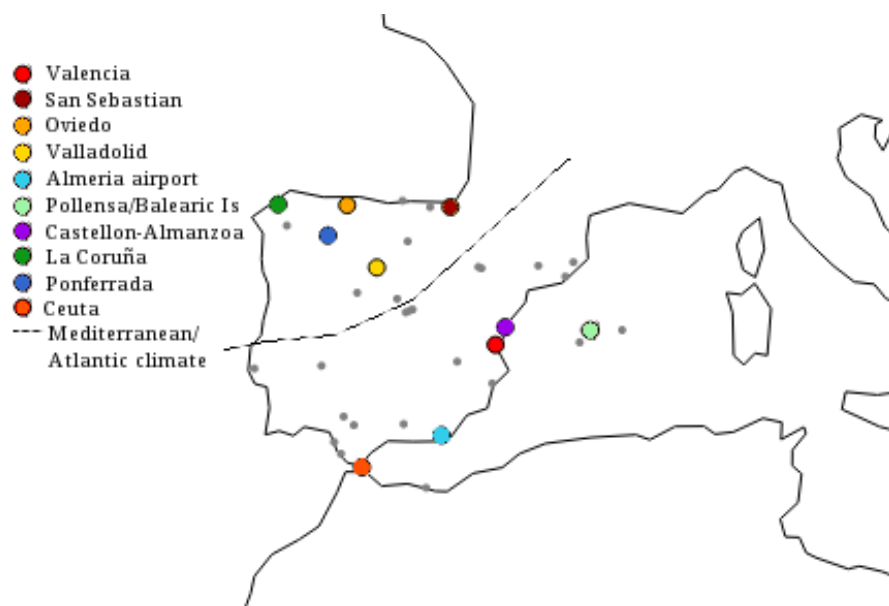 Valencia
San Sebastian
Oviedo
Valladolid
Almeria airport
Pollensa/Balearic Is
Castellon-Almanzoa
La Coruña
Ponferrada
Ceuta
Mediterranean/
Atlantic climate